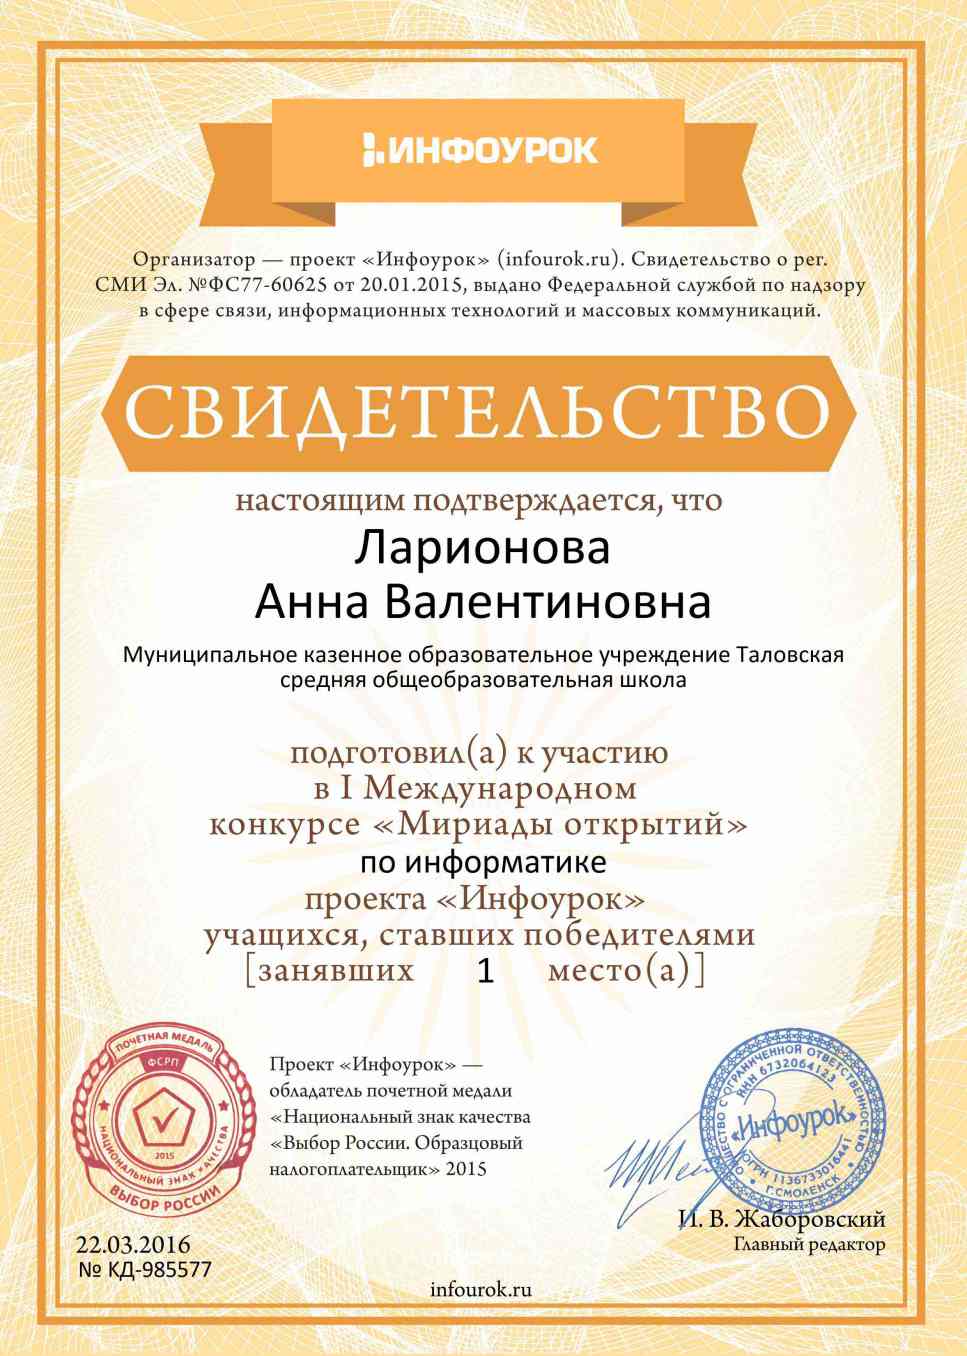 ИНФОУРОК
Организатор — проект «Инфоурок» (infourok.ru). Свидетельство о рег.
СМИ Эл. №ФС77-60625 от 20.01.2015, выдано Федеральной службой по надзору
в сфере связи, информационных технологий и массовых коммуникаций.
СВИДЕТЕЛЬСТВО
настоящим подтверждается, что
Ларионова
Анна Валентиновна
Муниципальное казенное образовательное учреждение Таловская
средняя общеобразовательная школа
подготовил(а) к участию
в I Международном
конкурсе «Мириады открытий»
по информатике
проекта «Инфоурок»
учащихся, ставших победителями
[занявших 1 место(а)]
ПОЧЕТНАЯ МЕДАЛЬ
ФСРП
2015
НАЦИОНАЛЬНЫЙ ЗНАК КАЧЕСТВА
ВЫБОР РОССИИ
Проект «Инфоурок» —
обладатель почетной медали
«Национальный знак качества
«Выбор России. Образцовый
налогоплательщик» 2015
ОБЩЕСТВО С ОГРАНИЧЕННОЙ ОТВЕТСТВЕННОСТЬЮ
ИНН 6732064123
«Инфоурок»
ОГРН 1136733016441
Г.СМОЛЕНСК
И. В. Жаборовский
Главный редактор
22.03.2016
№ КД-985577
infourok.ru